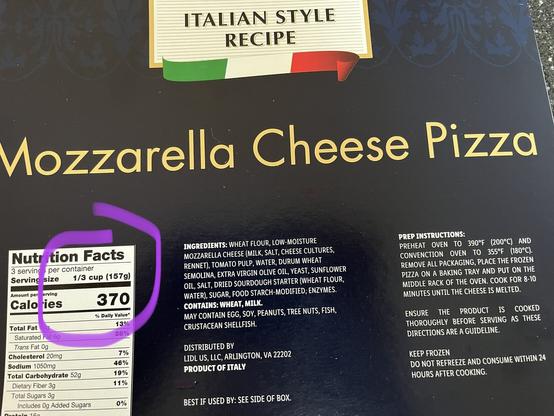 ITALIAN STYLE
RECIPE
Mozzarella Cheese Pizza
Nutrition Facts
3 servings per container
Serving size 1/3 cup (157g)
Amount per serving
Calories 370
% Daily Value*
Total Fat 13%
Saturated Fat
Trans Fat 0g
Cholesterol 20mg 7%
Sodium 1050mg 46%
Total Carbohydrate 52g 19%
Dietary Fiber 3g 11%
Total Sugars 3g
Includes 0g Added Sugars 0%
INGREDIENTS: WHEAT FLOUR, LOW-MOISTURE
MOZZARELLA CHEESE (MILK, SALT, CHEESE CULTURES,
RENNET), TOMATO PULP, WATER, DURUM WHEAT
SEMOLINA, EXTRA VIRGIN OLIVE OIL, YEAST, SUNFLOWER
OIL, SALT, DRIED SOURDOUGH STARTER (WHEAT FLOUR,
WATER), SUGAR, FOOD STARCH-MODIFIED; ENZYMES.
CONTAINS: WHEAT, MILK.
MAY CONTAIN EGG, SOY, PEANUTS, TREE NUTS, FISH,
CRUSTACEAN SHELLFISH.
DISTRIBUTED BY
LIDL US, LLC, ARLINGTON, VA 22202
PRODUCT OF ITALY
BEST IF USED BY: SEE SIDE OF BOX.
PREP INSTRUCTIONS:
PREHEAT OVEN TO 390°F (200°C) AND
CONVENCTION OVEN TO 355°F (180°C).
REMOVE ALL PACKAGING, PLACE THE FROZEN
PIZZA ON A BAKING TRAY AND PUT ON THE
MIDDLE RACK OF THE OVEN. COOK FOR 8-10
MINUTES UNTIL THE CHEESE IS MELTED.
ENSURE THE PRODUCT IS COOKED
THOROUGHLY BEFORE SERVING AS THESE
DIRECTIONS ARE A GUIDELINE.
KEEP FROZEN
DO NOT REFREEZE AND CONSUME WITHIN 24
HOURS AFTER COOKING.